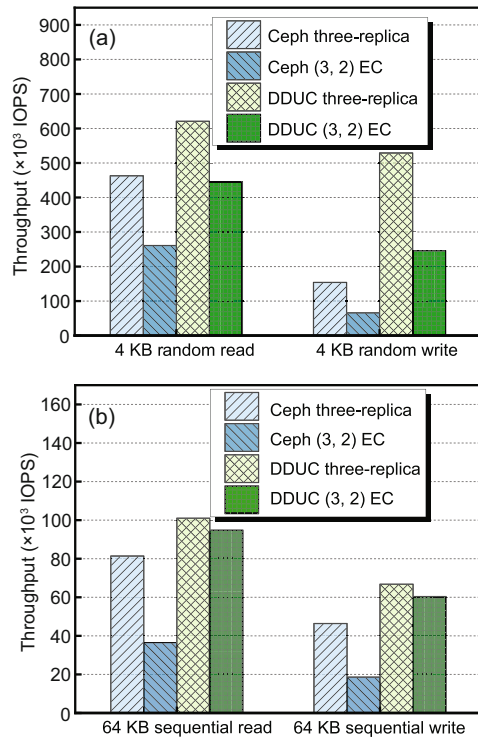 (a)
Ceph three-replica
Ceph (3, 2) EC
DDUC three-replica
DDUC (3, 2) EC
Throughput (×10³ IOPS)
900
800
700
600
500
400
300
200
100
0
4 KB random read
4 KB random write
(b)
Ceph three-replica
Ceph (3, 2) EC
DDUC three-replica
DDUC (3, 2) EC
Throughput (×10³ IOPS)
160
140
120
100
80
60
40
20
0
64 KB sequential read
64 KB sequential write